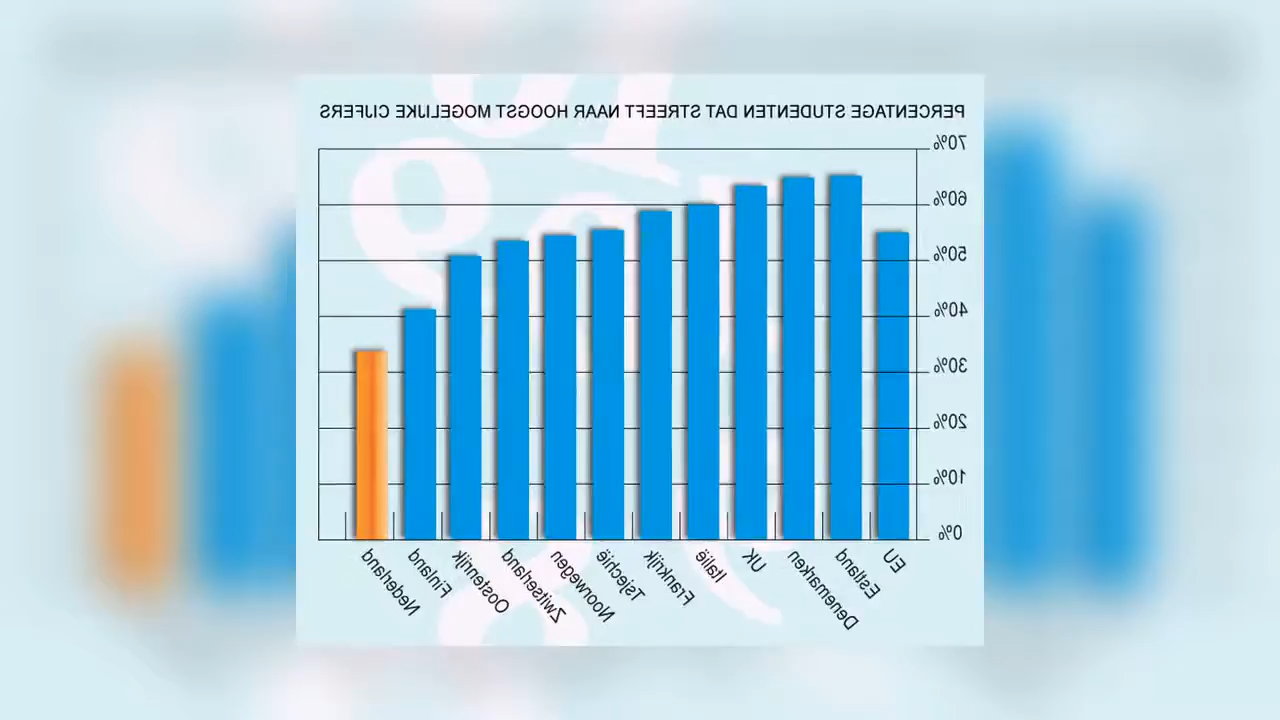 PERCENTAGE STUDENTEN DAT STREEFT NAAR HOOGST MOGELIJKE CIJFERS
70%
60%
50%
40%
30%
20%
10%
0%
EU
Estland
Denemarken
UK
Italië
Frankrijk
Tsjechië
Noorwegen
Zwitserland
Oostenrijk
Finland
Nederland